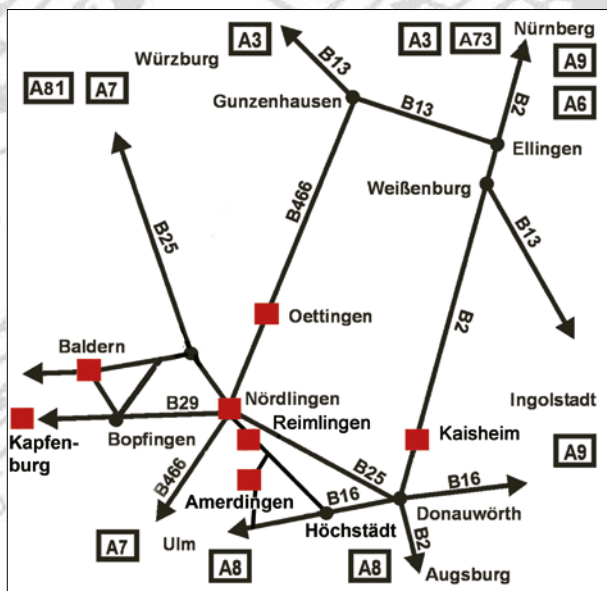 Nürnberg
A3
A3
A73
Würzburg
B13
A9
A81
A7
B2
A6
Gunzenhausen
B13
Ellingen
Weißenburg
B466
B25
B13
B2
Oettingen
Baldern
Nördlingen
B29
Reimlingen
Ingolstadt
Kapfen-
burg
Bopfingen
Kaisheim
A9
B466
B25
B16
Amerdingen
B16
Donauwörth
Höchstädt
A7
Ulm
A8
A8
B2
Augsburg